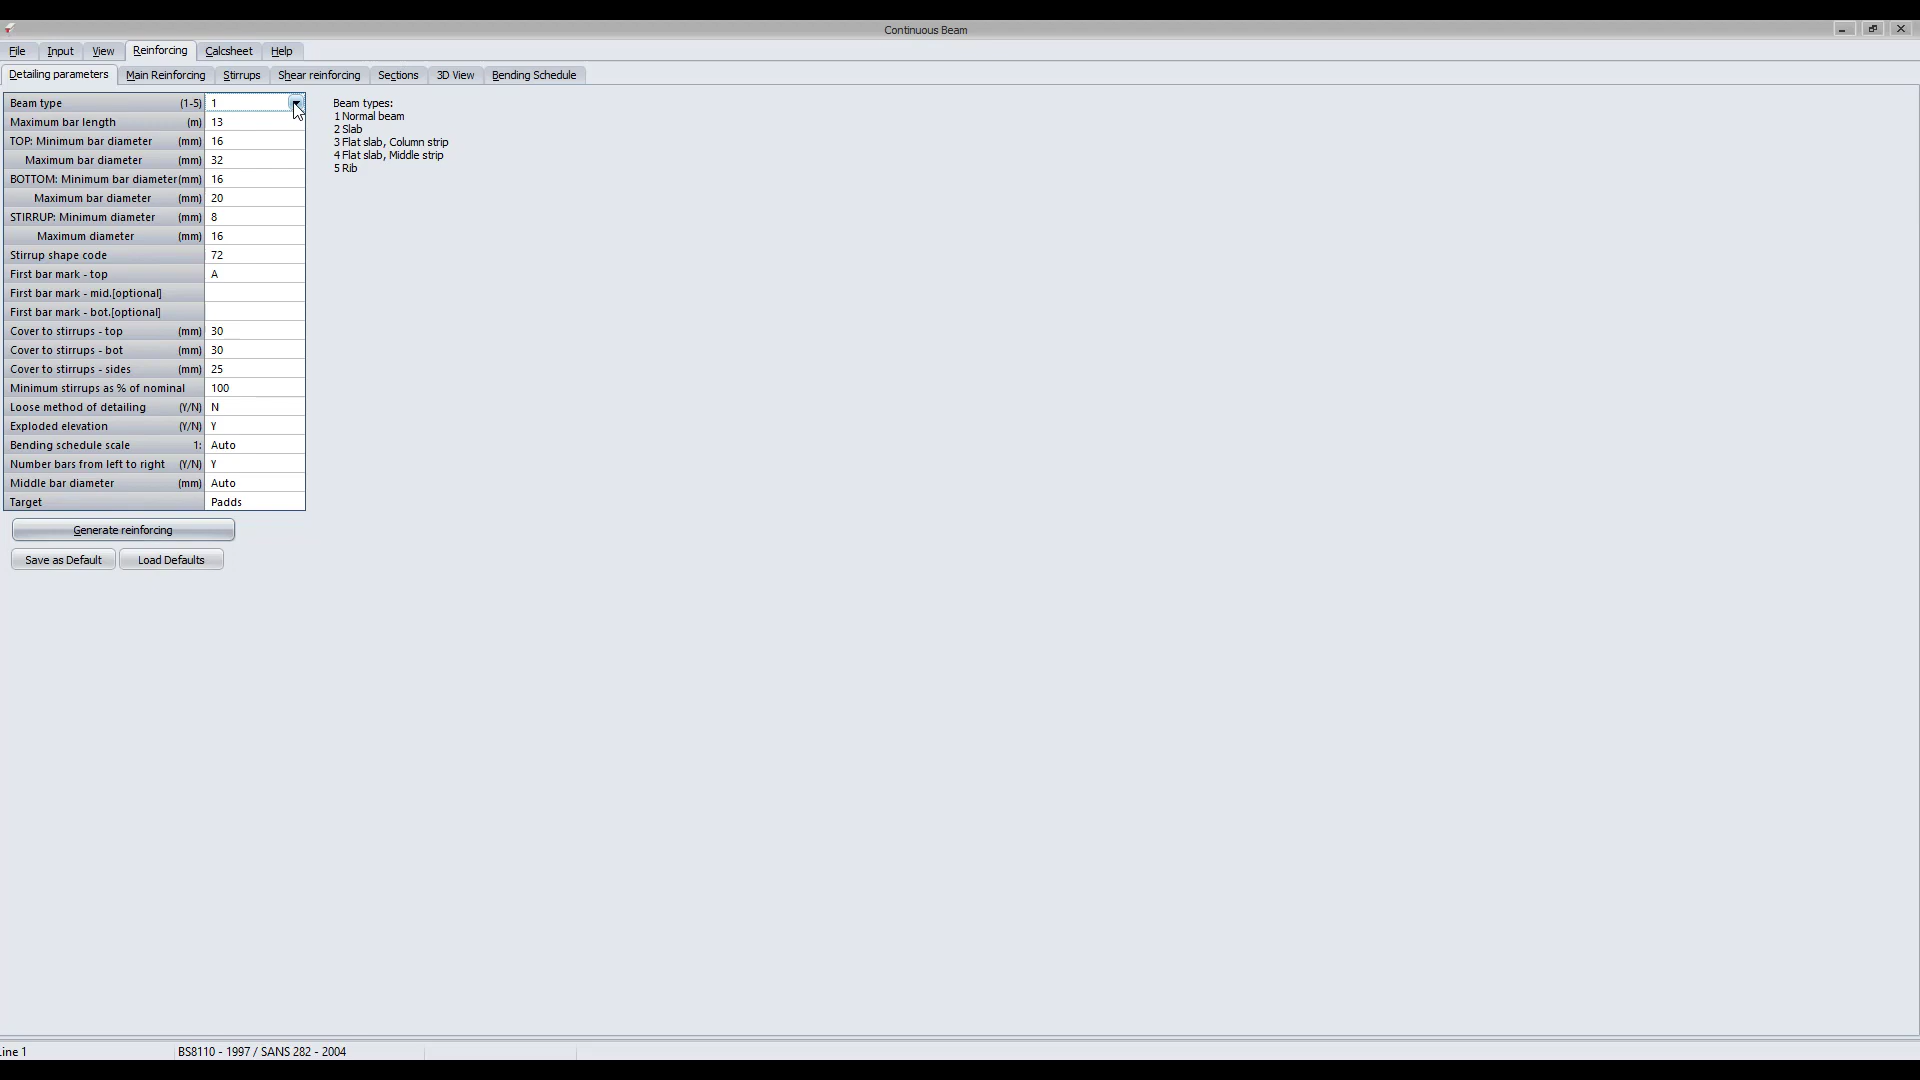 Continuous Beam
File Input View Reinforcing Calcsheet Help
Detailing parameters Main Reinforcing Stirrups Shear reinforcing Sections 3D View Bending Schedule
Beam type (1-5) 1
Maximum bar length (m) 13
TOP: Minimum bar diameter (mm) 16
Maximum bar diameter (mm) 32
BOTTOM: Minimum bar diameter(mm) 16
Maximum bar diameter (mm) 20
STIRRUP: Minimum diameter (mm) 8
Maximum diameter (mm) 16
Stirrup shape code 72
First bar mark - top A
First bar mark - mid.[optional]
First bar mark - bot.[optional]
Cover to stirrups - top (mm) 30
Cover to stirrups - bot (mm) 30
Cover to stirrups - sides (mm) 25
Minimum stirrups as % of nominal 100
Loose method of detailing (Y/N) N
Exploded elevation (Y/N) Y
Bending schedule scale 1: Auto
Number bars from left to right (Y/N) Y
Middle bar diameter (mm) Auto
Target Padds
Generate reinforcing
Save as Default Load Defaults
Beam types:
1 Normal beam
2 Slab
3 Flat slab, Column strip
4 Flat slab, Middle strip
5 Rib
ine 1 BS8110 - 1997 / SANS 282 - 2004